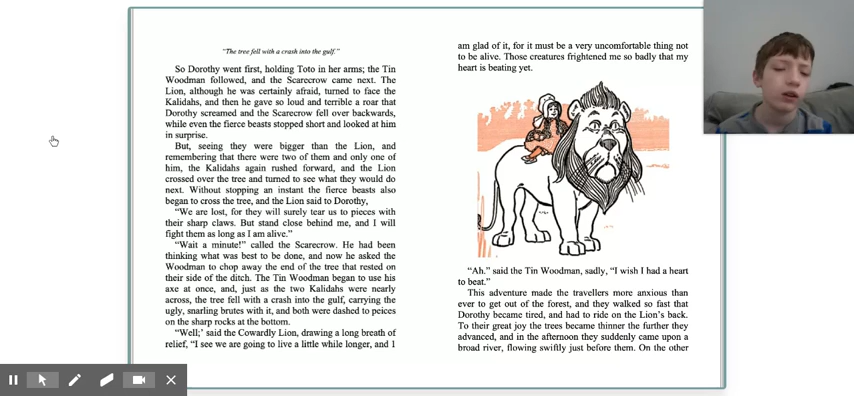 "The tree fell with a crash into the gulf."
So Dorothy went first, holding Toto in her arms; the Tin
Woodman followed, and the Scarecrow came next. The
Lion, although he was certainly afraid, turned to face the
Kalidahs, and then he gave so loud and terrible a roar that
Dorothy screamed and the Scarecrow fell over backwards,
while even the fierce beasts stopped short and looked at him
in surprise.
But, seeing they were bigger than the Lion, and
remembering that there were two of them and only one of
him, the Kalidahs again rushed forward, and the Lion
crossed over the tree and turned to see what they would do
next. Without stopping an instant the fierce beasts also
began to cross the tree, and the Lion said to Dorothy,
"We are lost, for they will surely tear us to pieces with
their sharp claws. But stand close behind me, and I will
fight them as long as I am alive."
"Wait a minute!" called the Scarecrow. He had been
thinking what was best to be done, and now he asked the
Woodman to chop away the end of the tree that rested on
their side of the ditch. The Tin Woodman began to use his
axe at once, and, just as the two Kalidahs were nearly
across, the tree fell with a crash into the gulf, carrying the
ugly, snarling brutes with it, and both were dashed to peices
on the sharp rocks at the bottom.
"Well;' said the Cowardly Lion, drawing a long breath of
relief, "I see we are going to live a little while longer, and 1
am glad of it, for it must be a very uncomfortable thing not
to be alive. Those creatures frightened me so badly that my
heart is beating yet.
"Ah." said the Tin Woodman, sadly, "I wish I had a heart
to beat."
This adventure made the travellers more anxious than
ever to get out of the forest, and they walked so fast that
Dorothy became tired, and had to ride on the Lion's back.
To their great joy the trees became thinner the further they
advanced, and in the afternoon they suddenly came upon a
broad river, flowing swiftly just before them. On the other